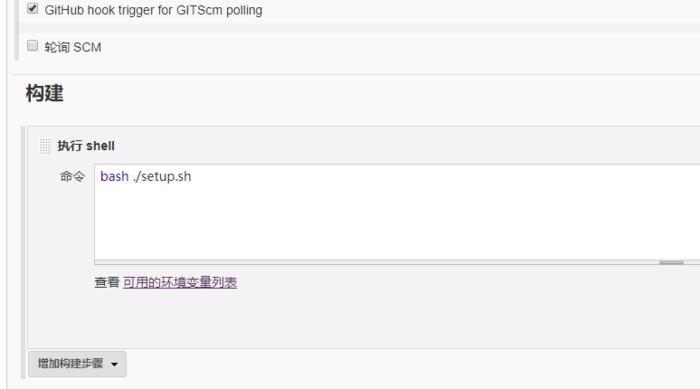 GitHub hook trigger for GITScm polling
轮询 SCM
构建
执行 shell
命令
bash ./setup.sh
查看 可用的环境变量列表
增加构建步骤